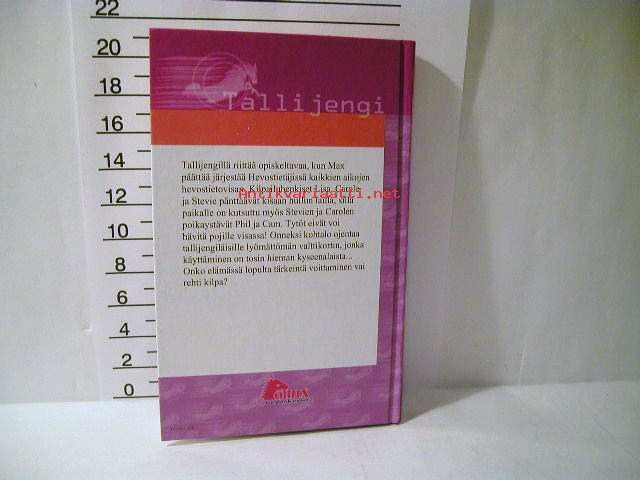 22
20
18
16
14
12
10
8
6
4
2
0
Tallijengi
Tallijengillä riittää opiskeltavaa, kun Max
päättää järjestää Hevostietäjissä kaikkien aikojen
hevostietovisan. Kilpailuhenkiset Lisa, Carole
Antikvariaatti.net
ja Stevie pänttäävät kisaan hullun lailla, sillä
paikalle on kutsuttu myös Stevien ja Carolen
poikaystävät Phil ja Cam. Tytöt eivät voi
hävitä pojille visassa! Onneksi kohtalo ojentaa
tallijengiläisille lyömättömän valttikortin, jonka
käyttäminen on tosin hieman kyseenalaista...
Onko elämässä lopulta tärkeintä voittaminen vai
rehti kilpa?